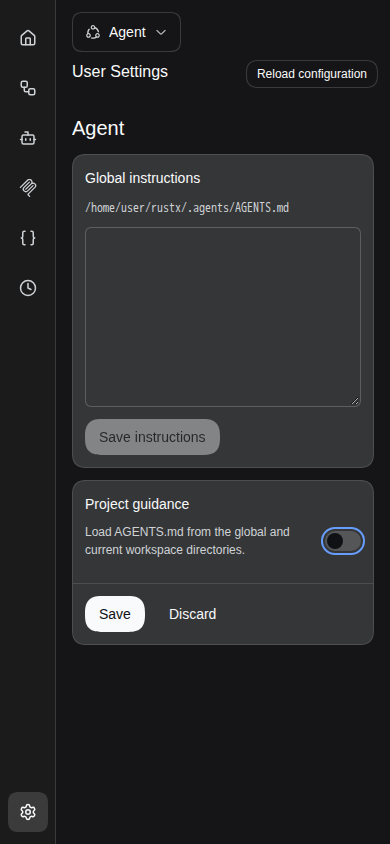 Agent
User Settings
Reload configuration
Agent
Global instructions
/home/user/rustx/.agents/AGENTS.md
Save instructions
Project guidance
Load AGENTS.md from the global and
current workspace directories.
Save
Discard